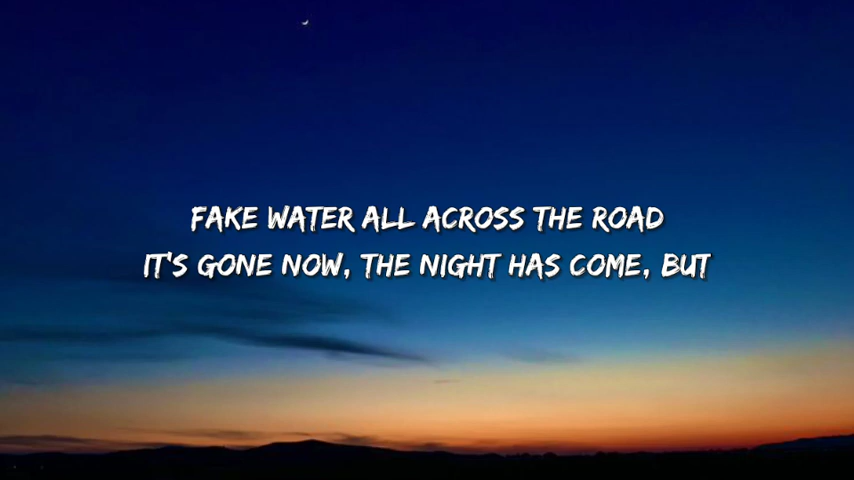 FAKE WATER ALL ACROSS THE ROAD
IT'S GONE NOW, THE NIGHT HAS COME, BUT